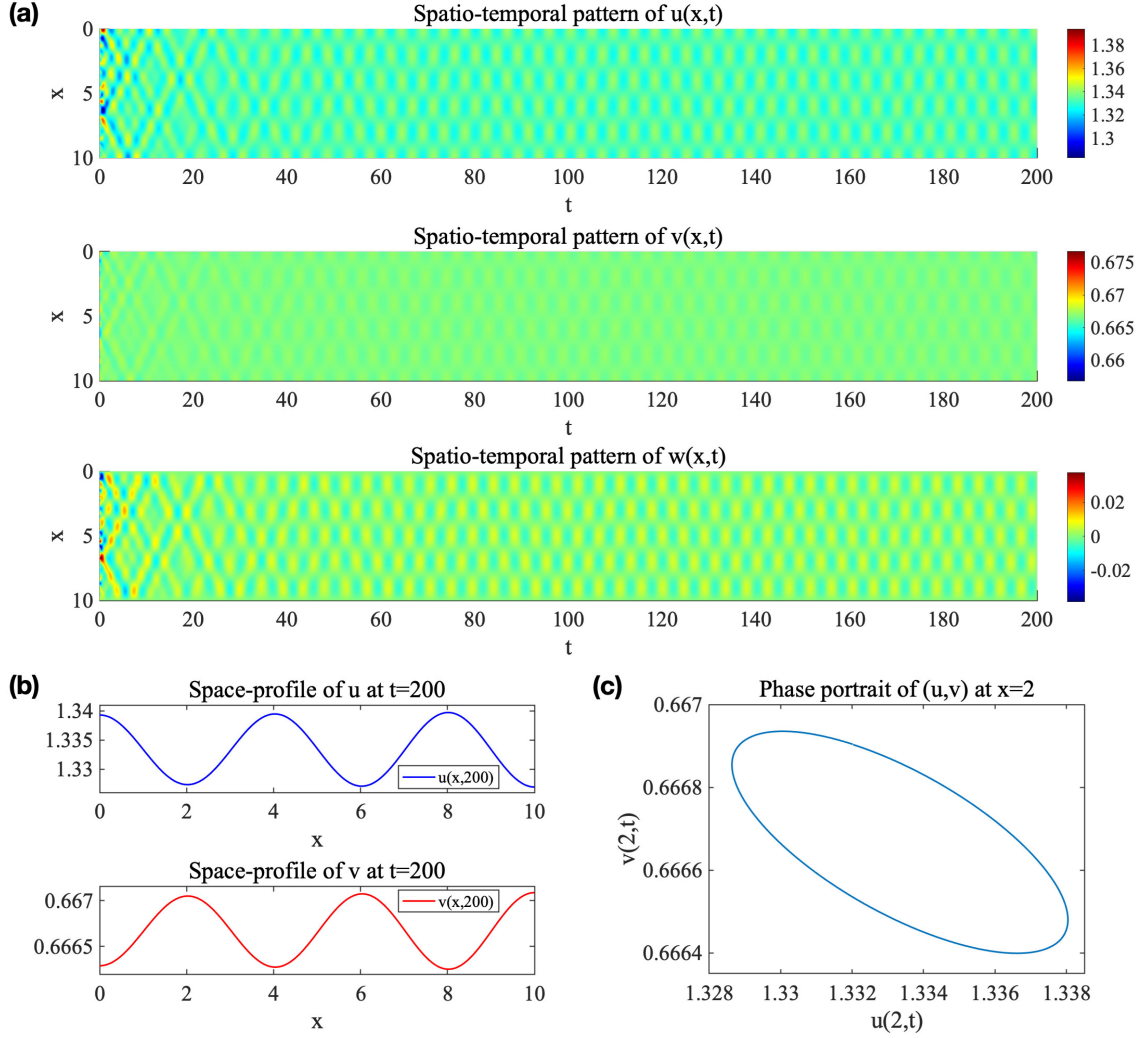 (a)
Spatio-temporal pattern of u(x,t)
0
5
10
x
0 20 40 60 80 100 120 140 160 180 200
t
1.38
1.36
1.34
1.32
1.3
Spatio-temporal pattern of v(x,t)
0
5
10
x
0 20 40 60 80 100 120 140 160 180 200
t
0.675
0.67
0.665
0.66
Spatio-temporal pattern of w(x,t)
0
5
10
x
0 20 40 60 80 100 120 140 160 180 200
t
0.02
0
-0.02
(b)
Space-profile of u at t=200
1.34
1.335
1.33
u(x,200)
0 2 4 6 8 10
x
Space-profile of v at t=200
0.667
0.6665
v(x,200)
0 2 4 6 8 10
x
(c)
Phase portrait of (u,v) at x=2
0.667
0.6668
0.6666
0.6664
v(2,t)
1.328 1.33 1.332 1.334 1.336 1.338
u(2,t)